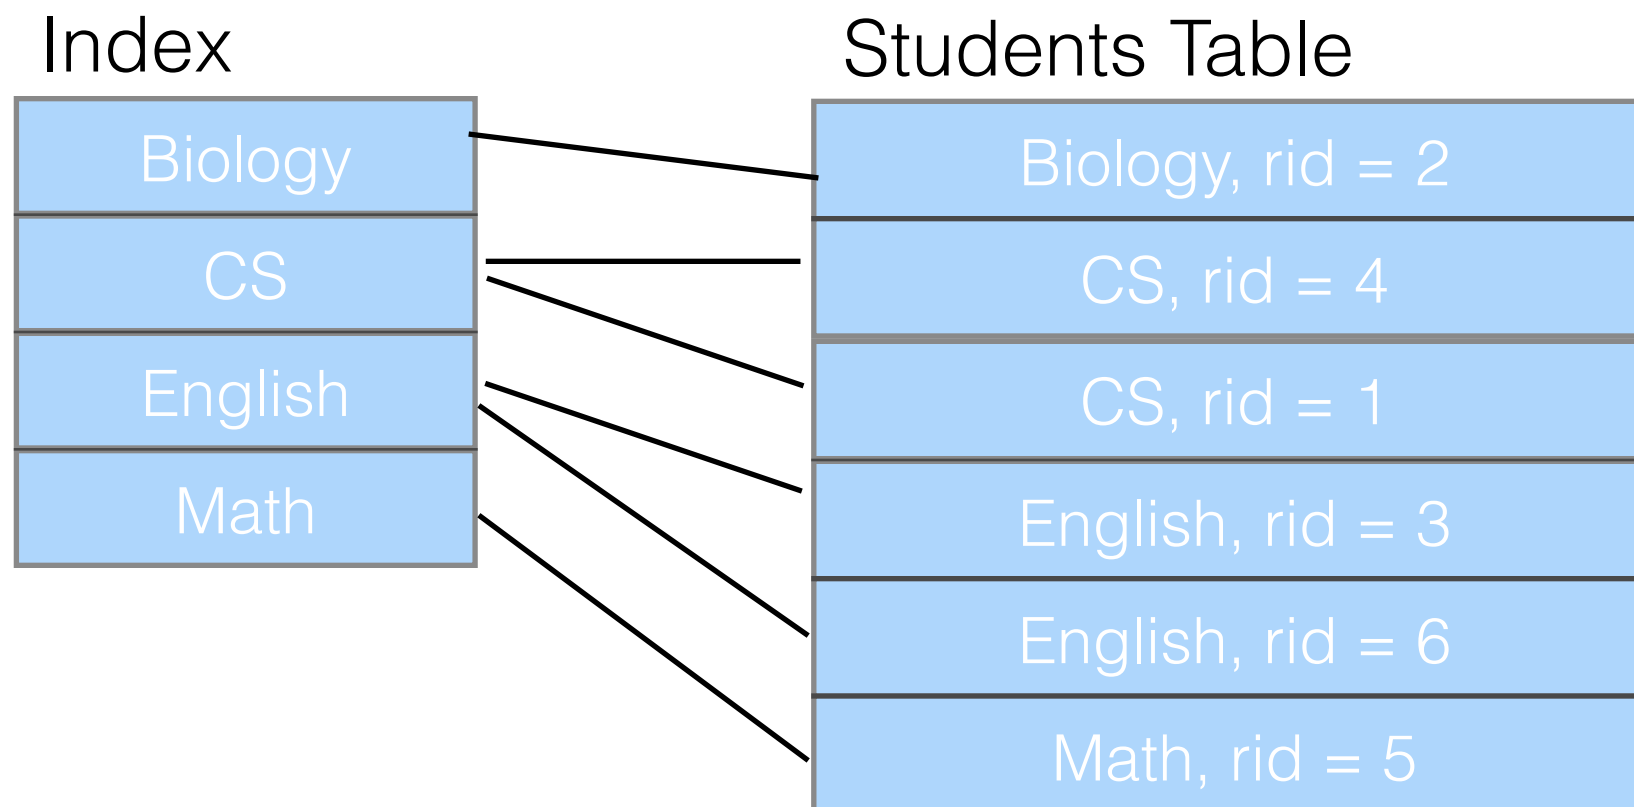 Index
Biology
CS
English
Math
Students Table
Biology, rid = 2
CS, rid = 4
CS, rid = 1
English, rid = 3
English, rid = 6
Math, rid = 5